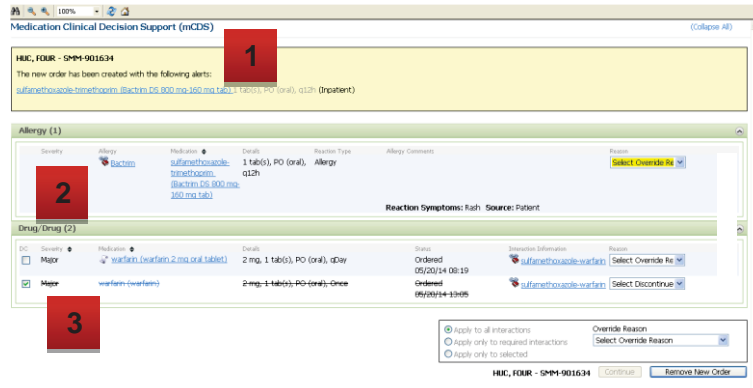 100%
Medication Clinical Decision Support (mCDS)
(Collapse All)
1
HUC, FOUR - SMM-901634
The new order has been created with the following alerts:
sulfamethoxazole-trimethoprim (Bactrim DS 800 mg-160 mg tab) 1 tab(s), PO (oral), q12h (Inpatient)
Allergy (1)
Severity Allergy Medication Details Reaction Type Allergy Comments Reason
Bactrim sulfamethoxazole- 1 tab(s), PO (oral), Allergy Select Override Re
trimethoprim q12h
(Bactrim DS 800 mg-
160 mg tab)
2
Reaction Symptoms: Rash Source: Patient
Drug/Drug (2)
DC Severity Medication Details Status Interaction Information Reason
Major warfarin (warfarin 2 mg oral tablet) 2 mg, 1 tab(s), PO (oral), qDay Ordered sulfamethoxazole-warfarin Select Override Re
05/20/14 08:19
Major warfarin (warfarin) 2 mg, 1 tab(s), PO (oral), Once Ordered sulfamethoxazole-warfarin Select Discontinue
05/20/14 13:05
3
Apply to all interactions Override Reason
Apply only to required interactions Select Override Reason
Apply only to selected
HUC, FOUR - SMM-901634 Continue Remove New Order